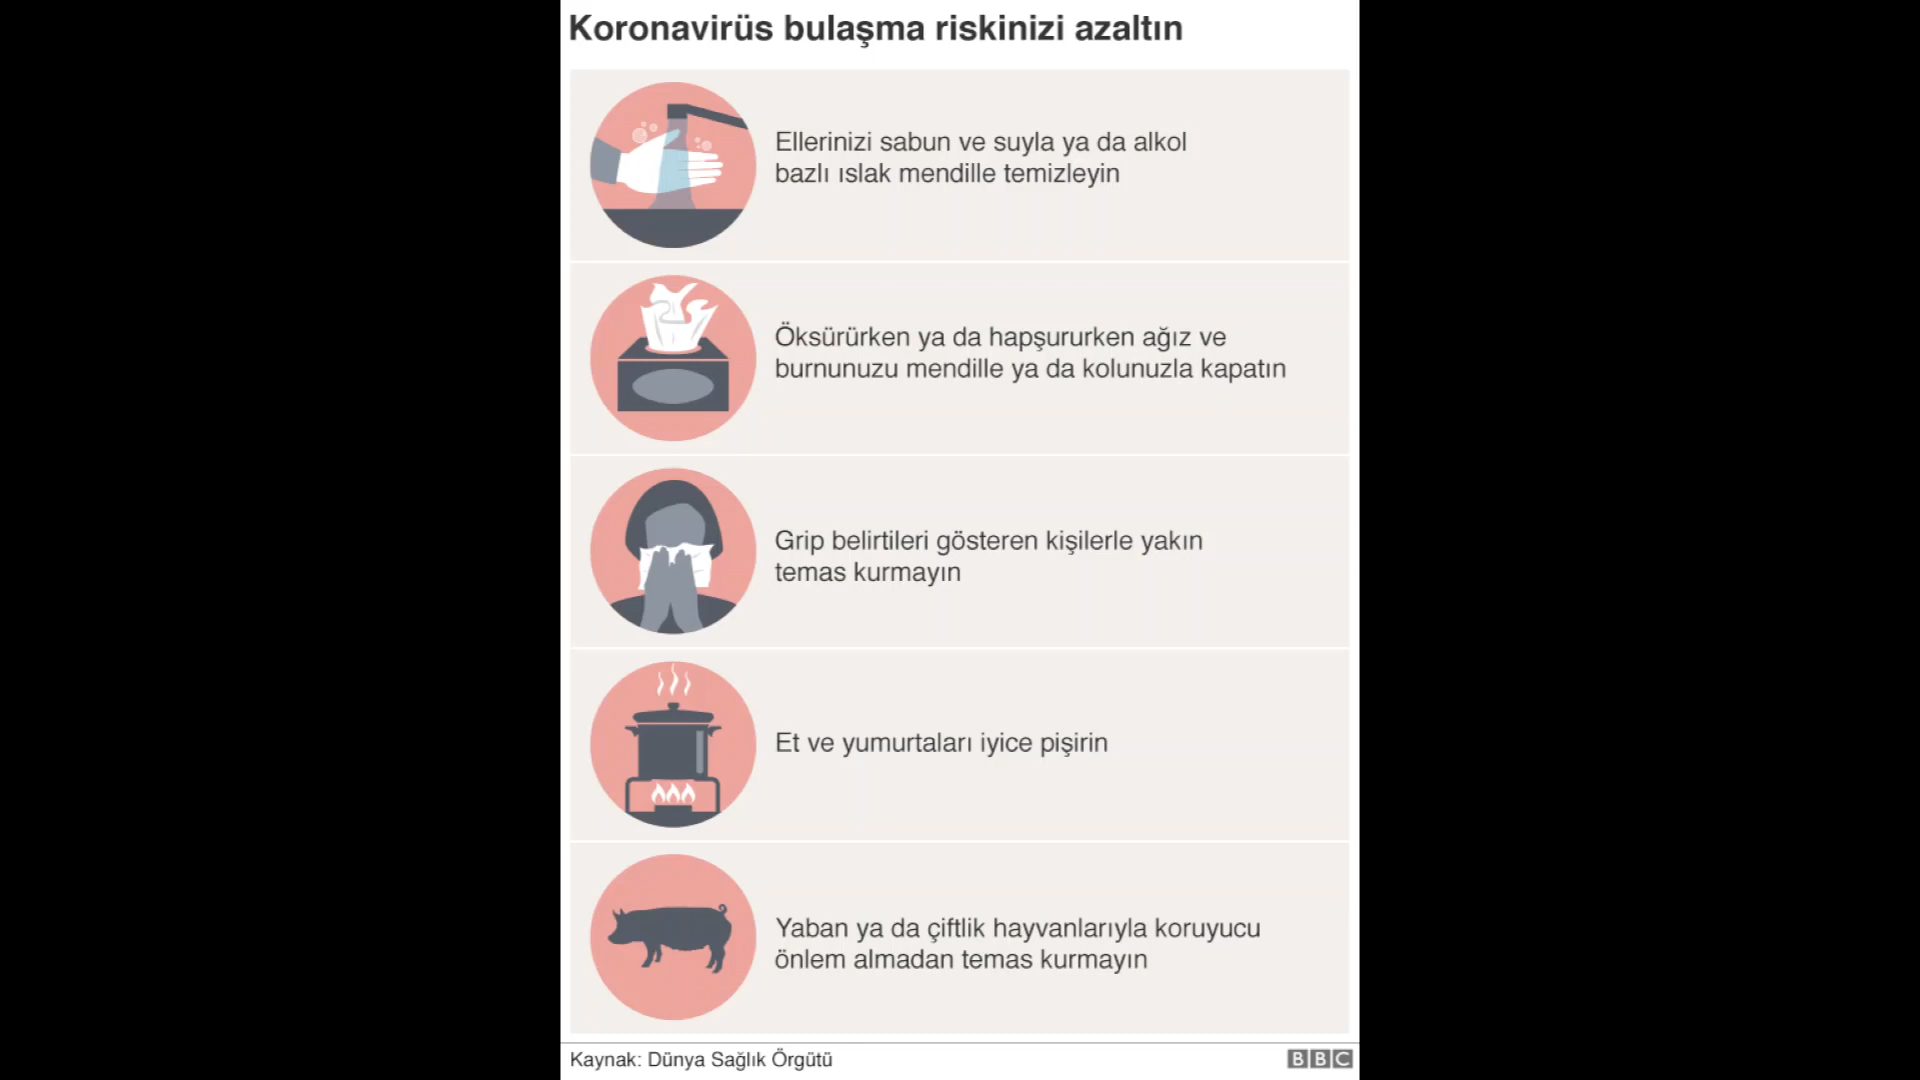 Koronavirüs bulaşma riskinizi azaltın
Ellerinizi sabun ve suyla ya da alkol
bazlı ıslak mendille temizleyin
Öksürürken ya da hapşururken ağız ve
burnunuzu mendille ya da kolunuzla kapatın
Grip belirtileri gösteren kişilerle yakın
temas kurmayın
Et ve yumurtaları iyice pişirin
Yaban ya da çiftlik hayvanlarıyla koruyucu
önlem almadan temas kurmayın
Kaynak: Dünya Sağlık Örgütü
BBC